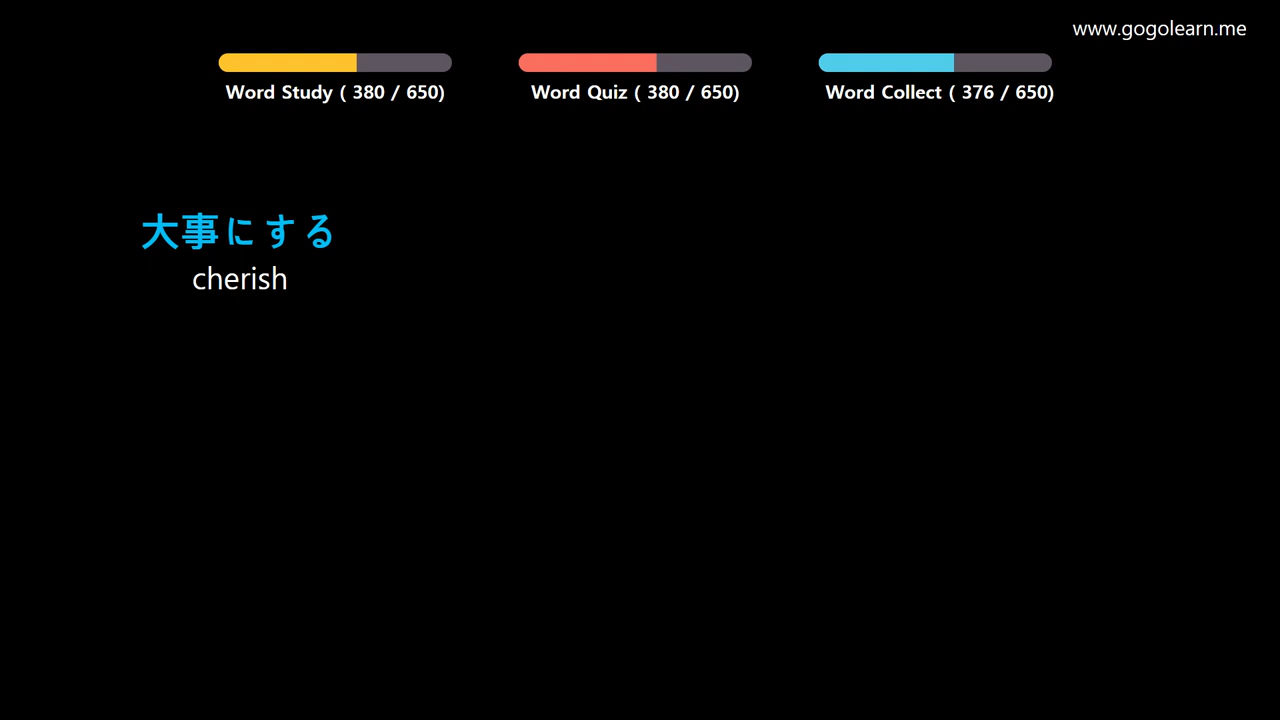 www.gogolearn.me
Word Study ( 380 / 650)
Word Quiz ( 380 / 650)
Word Collect ( 376 / 650)
大事にする
cherish